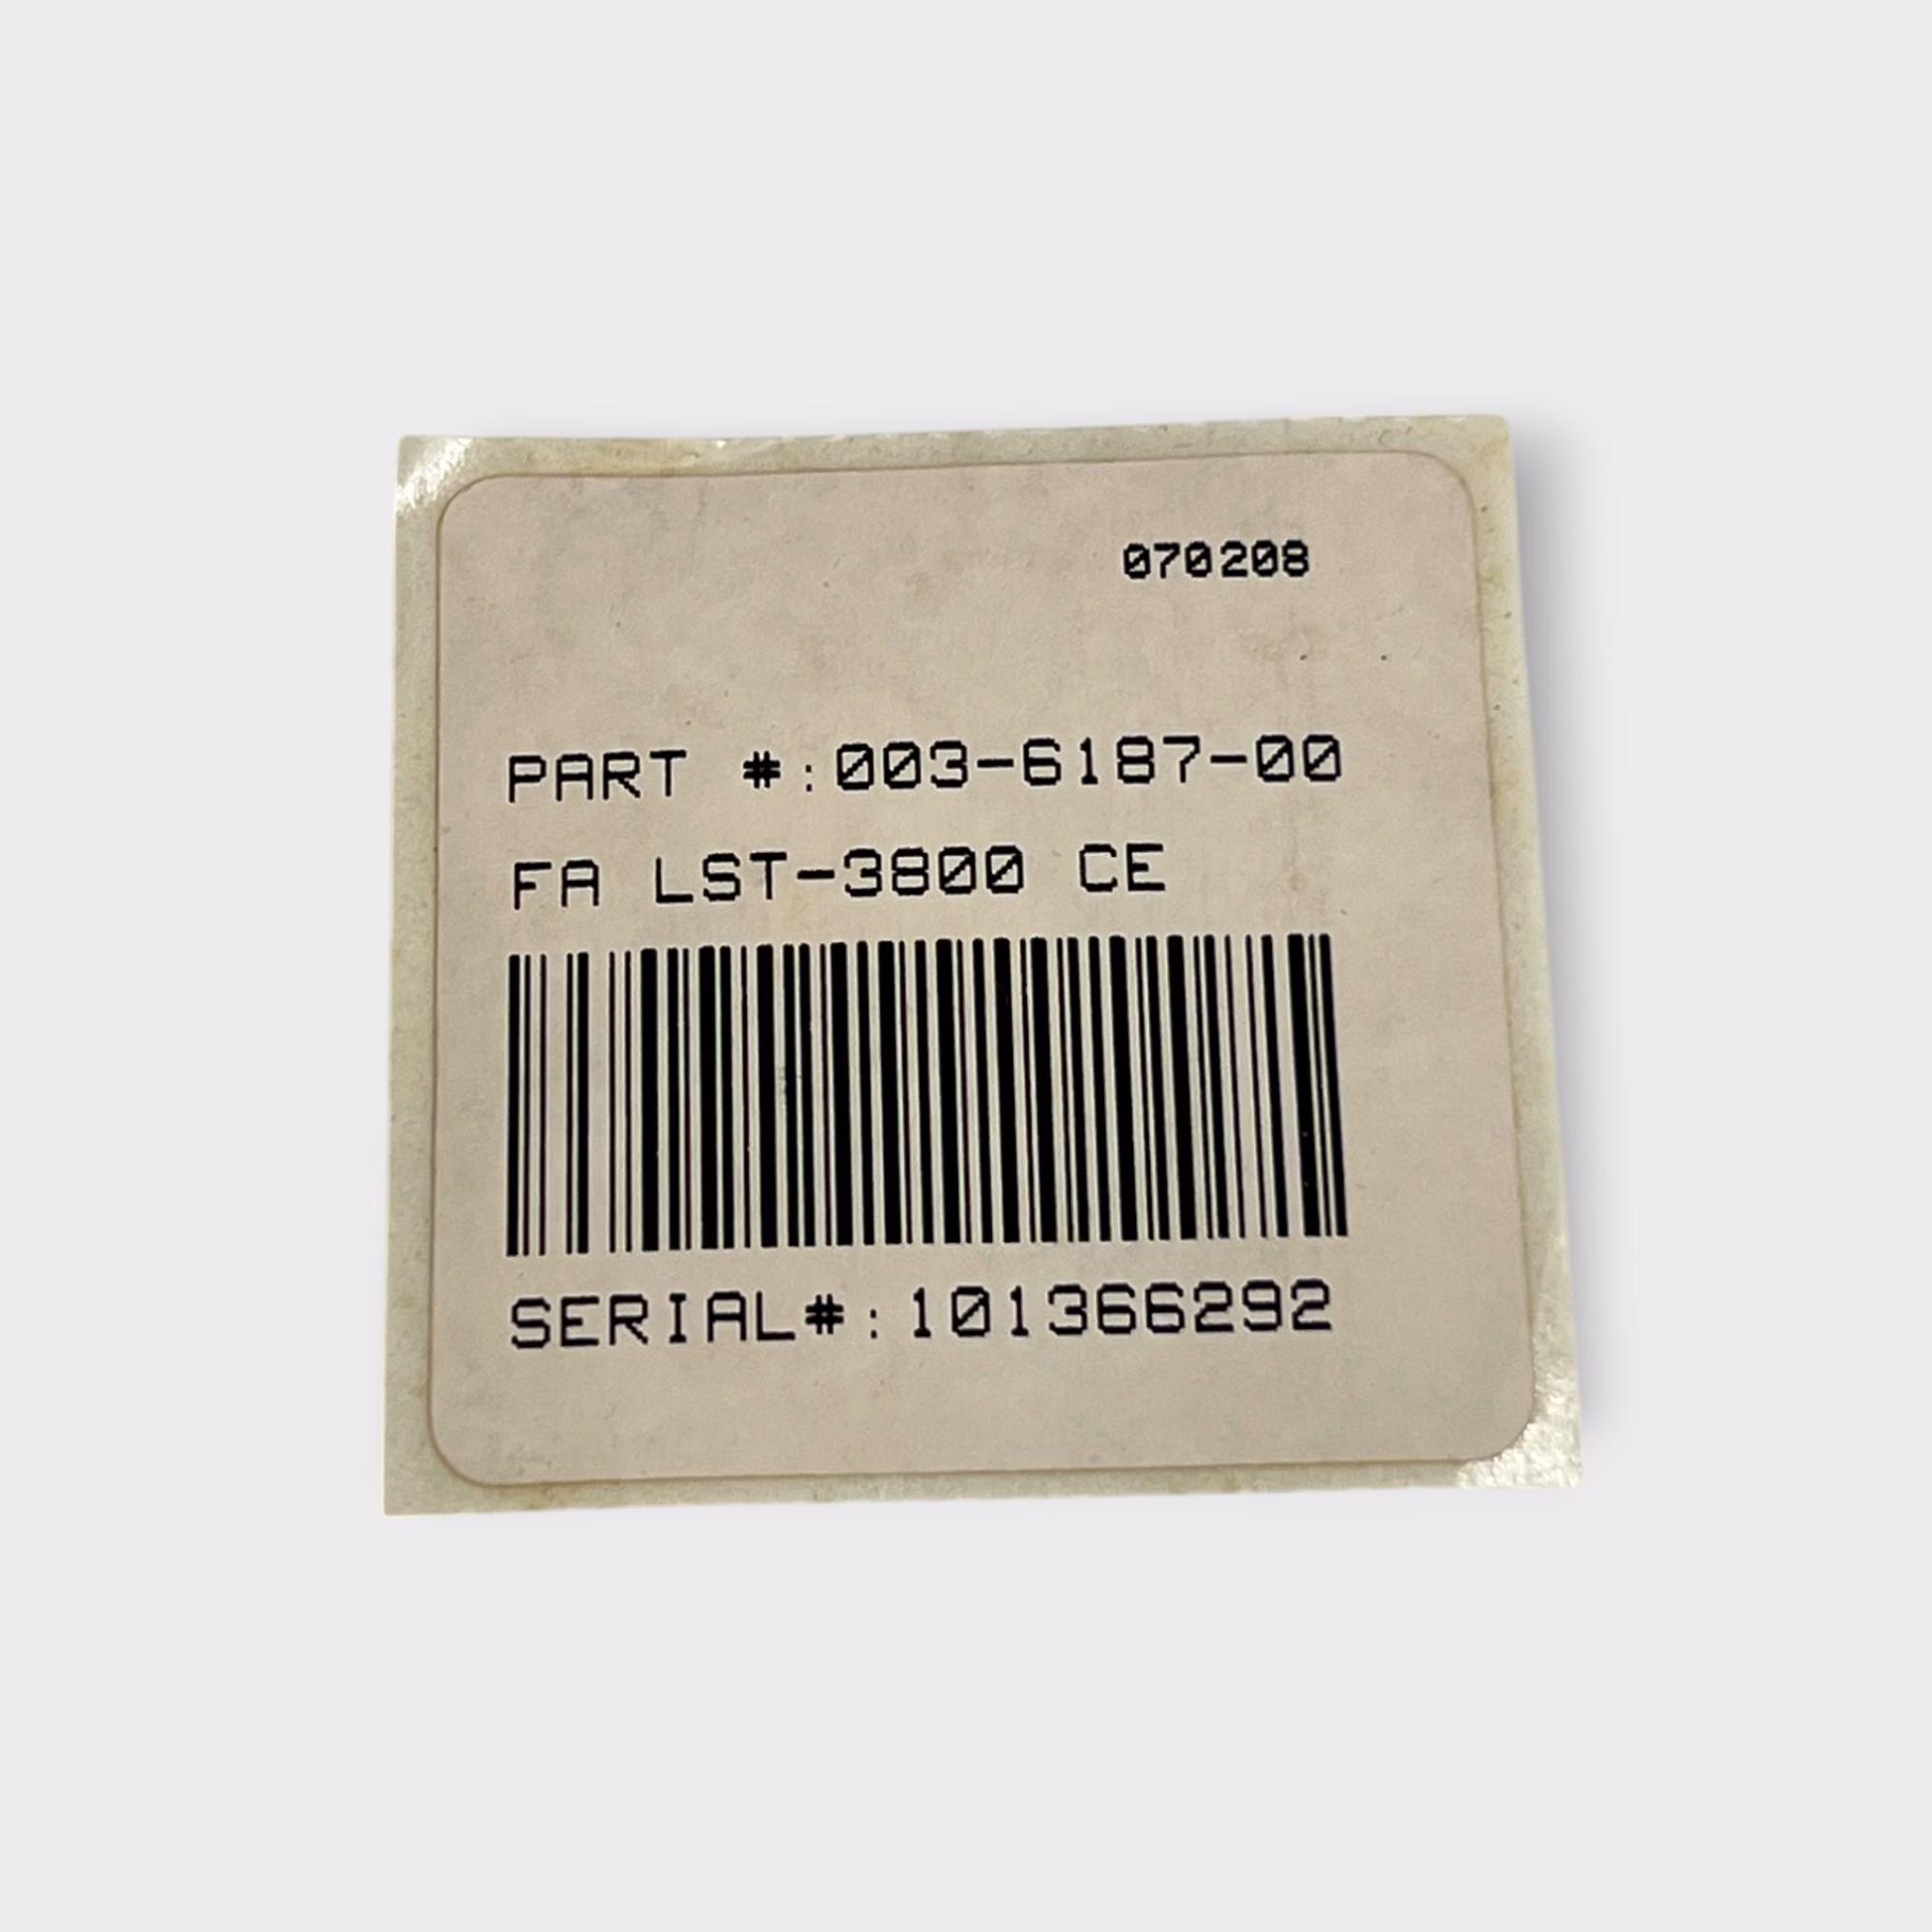 070208
PART #:003-6187-00
FA LST-3800 CE
SERIAL#:101366292